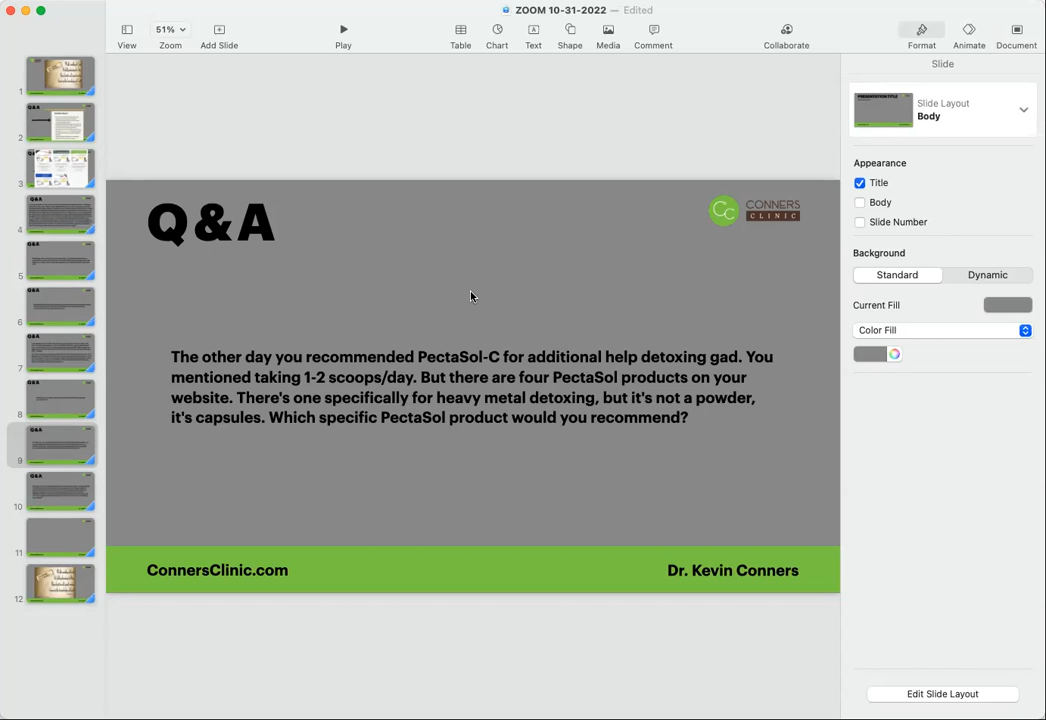 ZOOM 10-31-2022 — Edited
51%
View
Zoom
Add Slide
Play
Table
Chart
Text
Shape
Media
Comment
Collaborate
Format
Animate
Document
Slide
Slide Layout
Body
Appearance
Title
Body
Slide Number
Background
Standard
Dynamic
Current Fill
Color Fill
Edit Slide Layout
1
2
3
4
5
6
7
8
9
10
11
12
Q&A
CC CONNERS
CLINIC
The other day you recommended PectaSol-C for additional help detoxing gad. You
mentioned taking 1-2 scoops/day. But there are four PectaSol products on your
website. There's one specifically for heavy metal detoxing, but it's not a powder,
it's capsules. Which specific PectaSol product would you recommend?
ConnersClinic.com
Dr. Kevin Conners